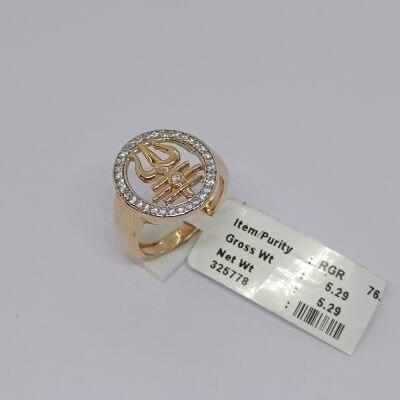 Item/Purity : RGR 76.
Gross Wt : 5.29
Net Wt : 5.29
325778